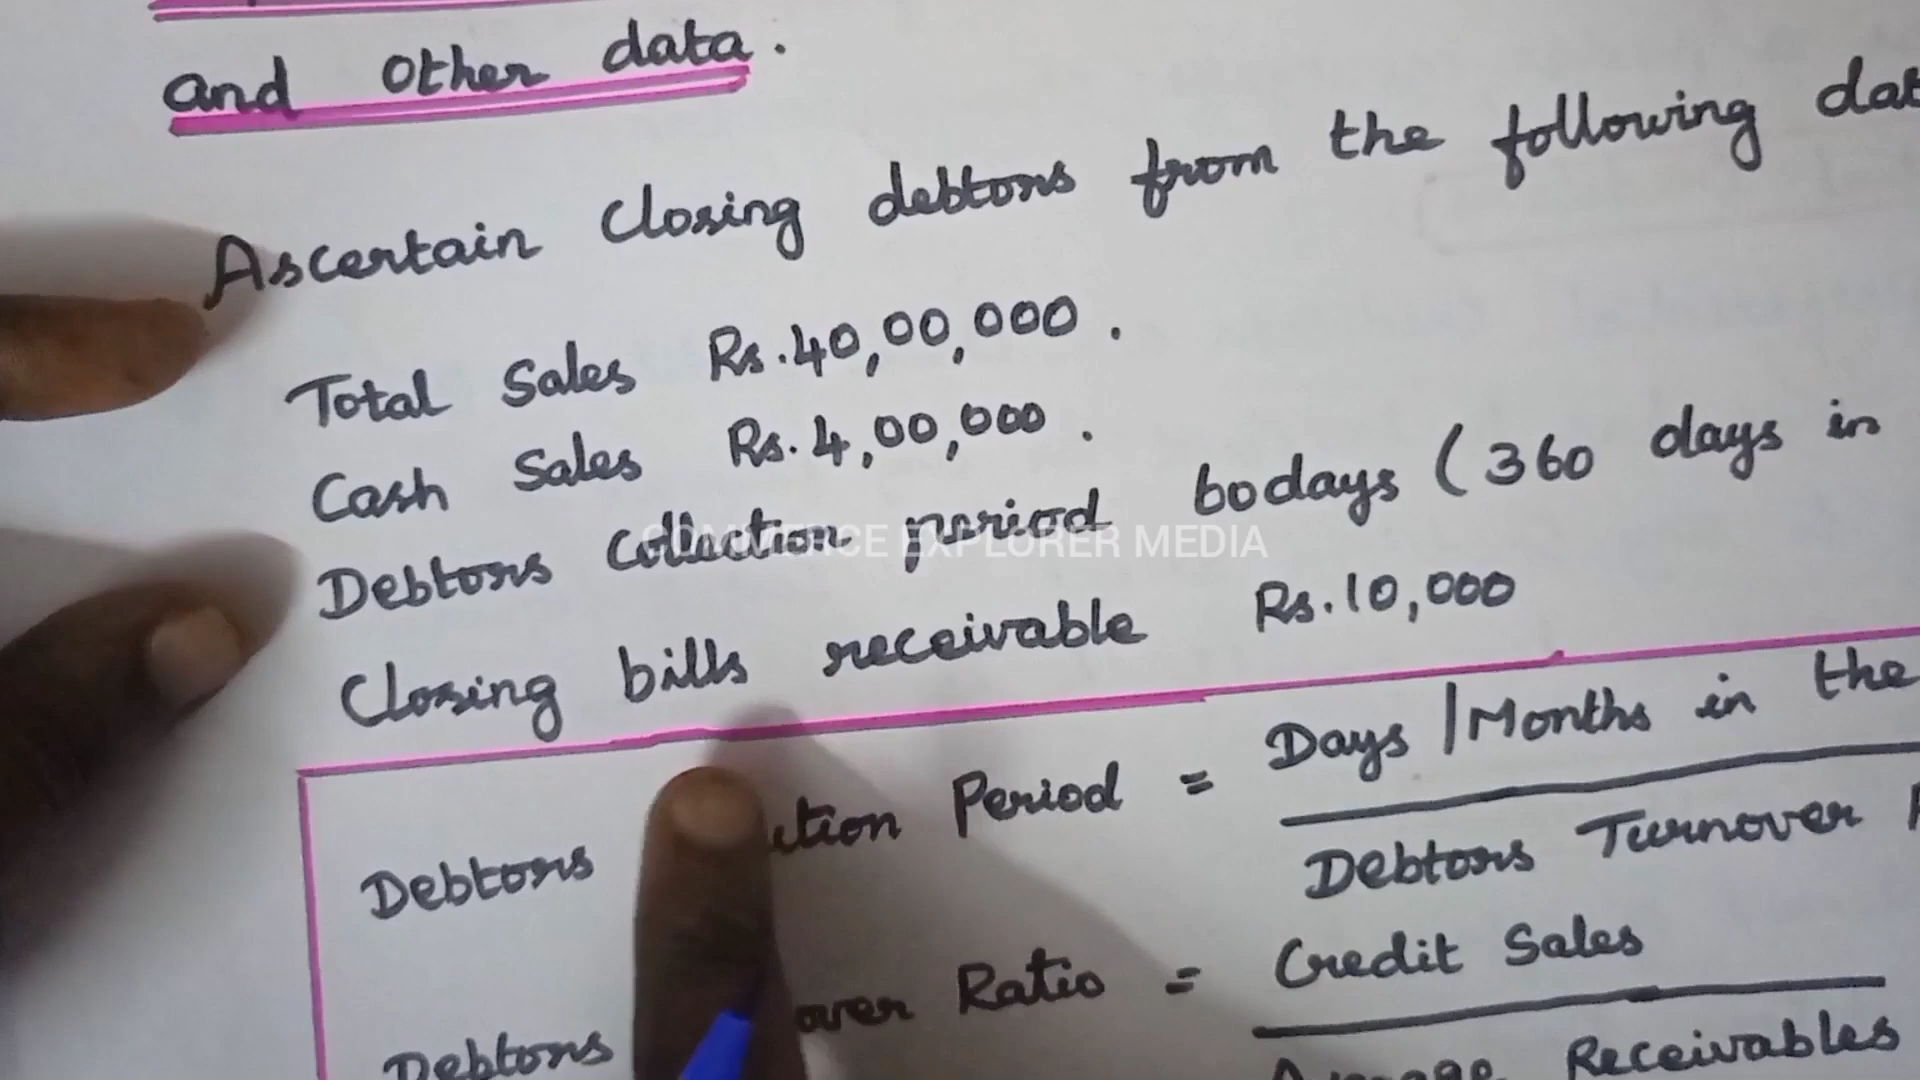 and Other data.
Ascertain Closing debtors from the following
Total Sales Rs.40,00,000.
Cash Sales Rs.4,00,000.
Debtors collection period 60days (360 days in
COMMERCE EXPLORER MEDIA
Closing bills receivable Rs.10,000
Days/Months in the
Debtors Period =
Debtors Turnover
Credit Sales
Debtors Ratio =
Receivables